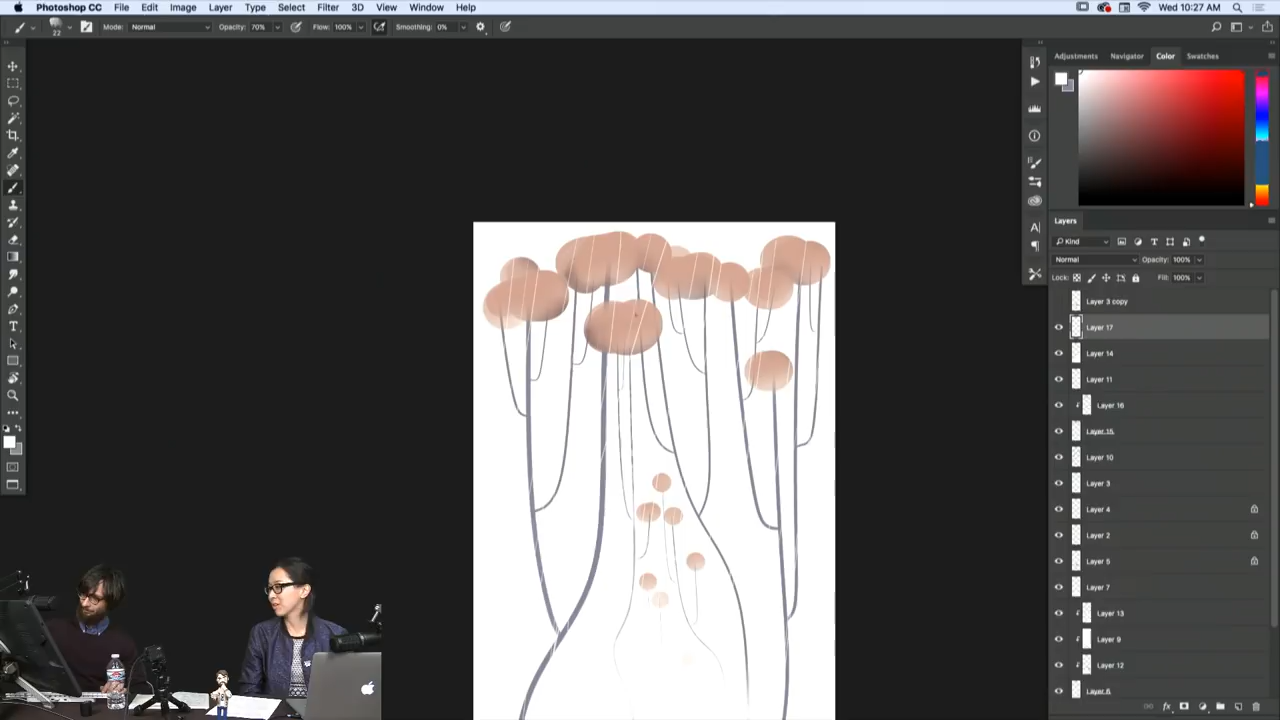 Photoshop CC File Edit Image Layer Type Select Filter 3D View Window Help Wed 10:27 AM
22 Mode: Normal Opacity: 70% Flow: 100% Smoothing: 0%
Adjustments Navigator Color Swatches
Layers
Kind
Normal Opacity: 100%
Lock: Fill: 100%
Layer 3 copy
Layer 17
Layer 14
Layer 11
Layer 16
Layer 15
Layer 10
Layer 3
Layer 4
Layer 2
Layer 5
Layer 7
Layer 13
Layer 9
Layer 12
Layer 6